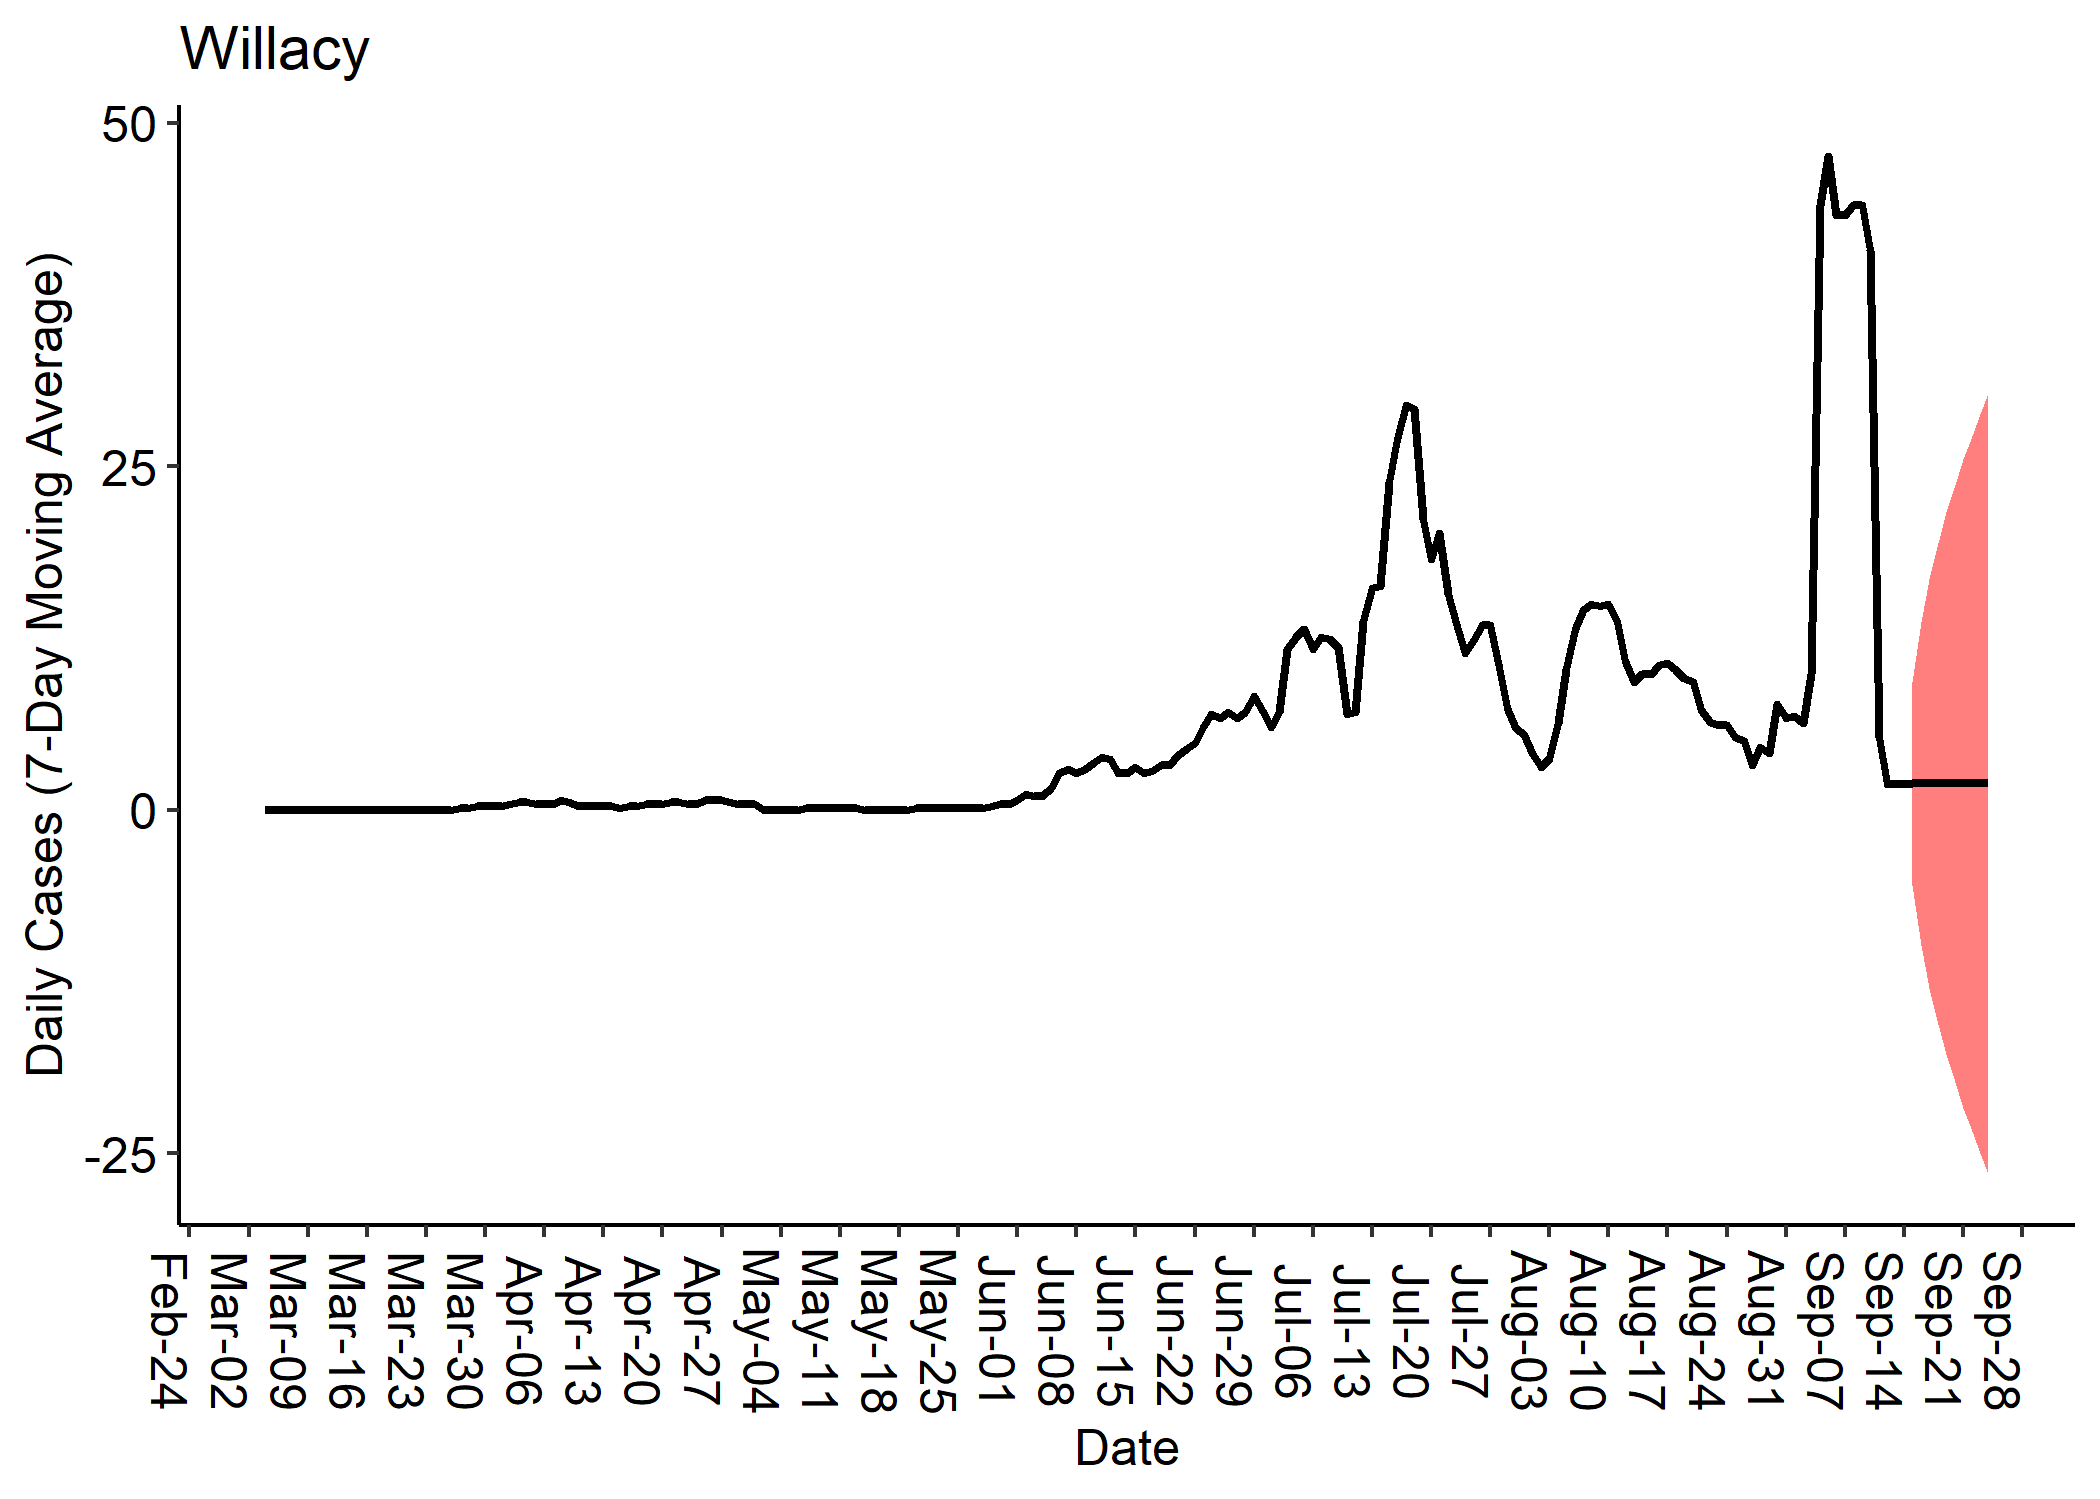 Willacy
Daily Cases (7-Day Moving Average)
50
25
0
-25
Feb-24
Mar-02
Mar-09
Mar-16
Mar-23
Mar-30
Apr-06
Apr-13
Apr-20
Apr-27
May-04
May-11
May-18
May-25
Jun-01
Jun-08
Jun-15
Jun-22
Jun-29
Jul-06
Jul-13
Jul-20
Jul-27
Aug-03
Aug-10
Aug-17
Aug-24
Aug-31
Sep-07
Sep-14
Sep-21
Sep-28
Date